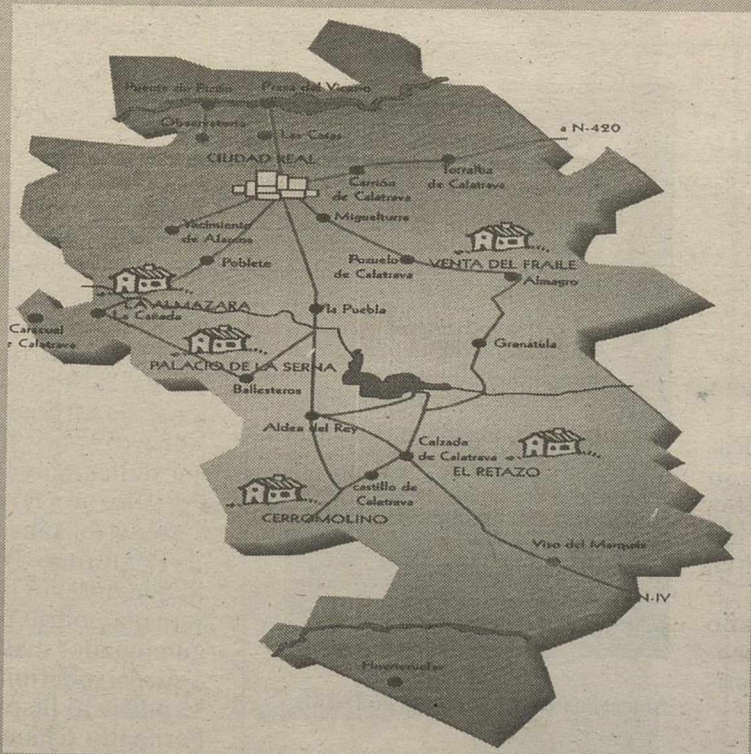 Puente de Picón
Presa del Vicario
Observatorio
Las Casas
a N-420
CIUDAD REAL
Carrión
de Calatrava
Torralba
de Calatrava
Miguelturra
Yacimiento
de Alarcos
Poblete
Pozuelo
de Calatrava
VENTA DEL FRAILE
Almagro
LA ALMAZARA
La Cañada
la Puebla
Caracuel
de Calatrava
Granátula
PALACIO DE LA SERNA
Ballesteros
Aldea del Rey
Calzada
de Calatrava
EL RETAZO
castillo de
Calatrava
CERROMOLINO
Viso del Marqués
N-IV